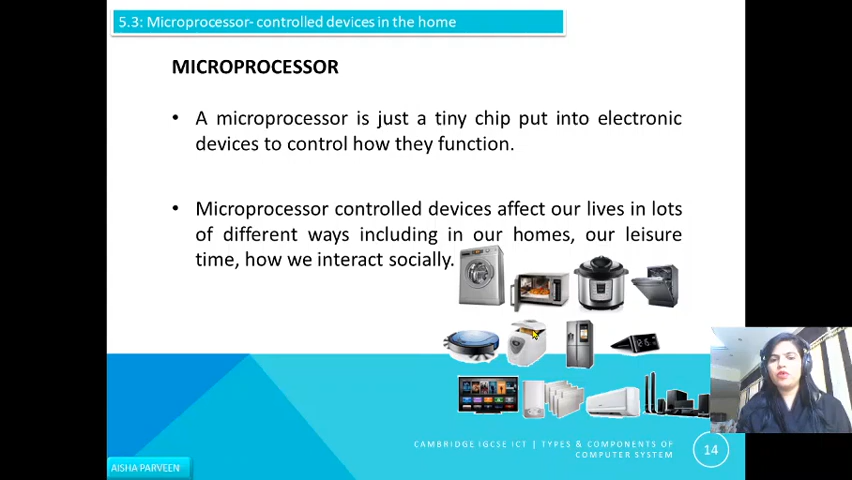 5.3: Microprocessor- controlled devices in the home
MICROPROCESSOR
• A microprocessor is just a tiny chip put into electronic
devices to control how they function.
• Microprocessor controlled devices affect our lives in lots
of different ways including in our homes, our leisure
time, how we interact socially.
CAMBRIDGE IGCSE ICT | TYPES & COMPONENTS
OF COMPUTER SYSTEM
14
AISHA PARVEEN